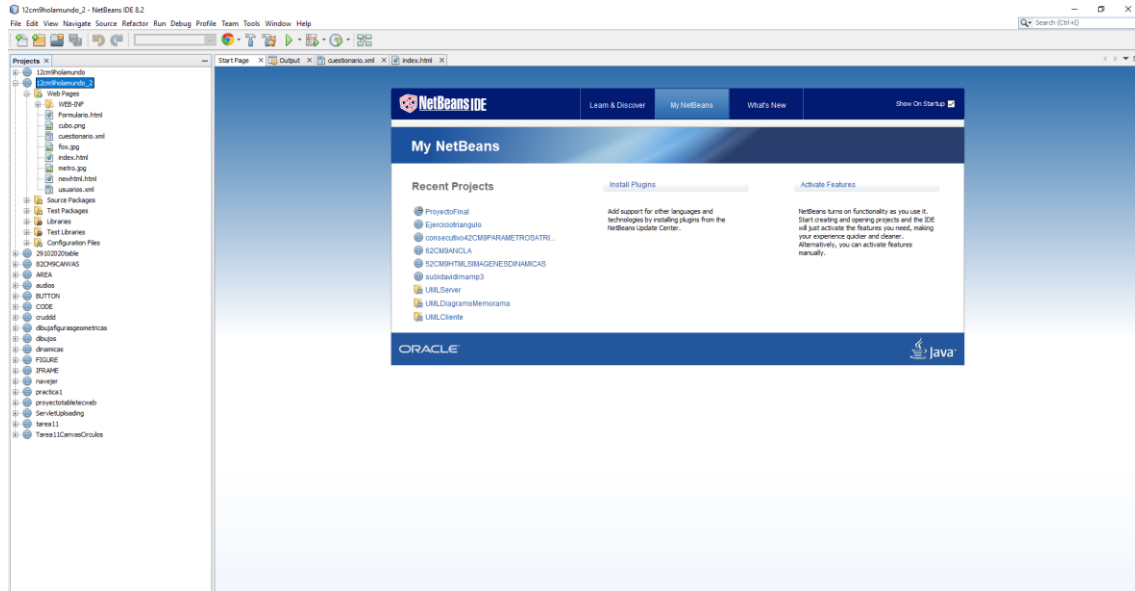 12cm9holamundo_2 - NetBeans IDE 8.2
File Edit View Navigate Source Refactor Run Debug Profile Team Tools Window Help
Search (Ctrl+I)
Projects
Start Page
Output
cuestionario.xml
index.html
12cm9holamundo
12cm9holamundo_2
Web Pages
WEB-INF
Formulario.html
cubo.png
cuestionario.xml
fox.jpg
index.html
metro.jpg
newhtml.html
usuarios.xml
Source Packages
Test Packages
Libraries
Test Libraries
Configuration Files
29102020table
82CM9CANVAS
AREA
audios
BUTTON
CODE
cruddd
dibujafigurasgeometricas
dibujos
dinamicas
FIGURE
IFRAME
navejer
practica1
proyectotabletecweb
ServletUploading
tarea11
Tarea11CanvasCirculos
NetBeans IDE
Learn & Discover
My NetBeans
What's New
Show On Startup
My NetBeans
Recent Projects
ProyectoFinal
Ejerciciotriangulo
consecutivo42CM9PARAMETROSATRI...
62CM9ANCLA
52CM9HTMLSIMAGENESDINAMICAS
subidavidimamp3
UMLServer
UMLDiagramsMemorama
UMLCliente
Install Plugins
Add support for other languages and
technologies by installing plugins from the
NetBeans Update Center.
Activate Features
NetBeans turns on functionality as you use it.
Start creating and opening projects and the IDE
will just activate the features you need, making
your experience quicker and cleaner.
Alternatively, you can activate features
manually.
ORACLE
Java